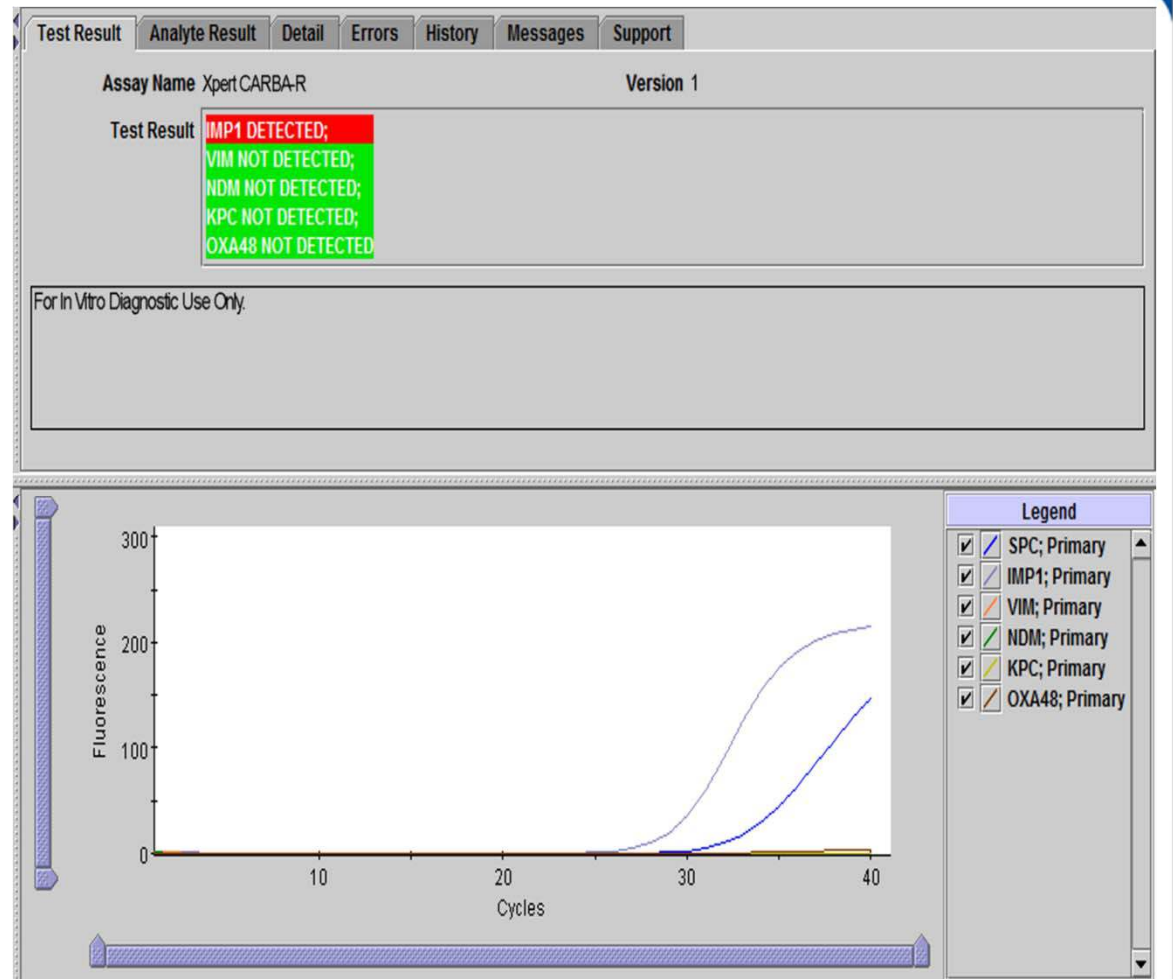 Test Result Analyte Result Detail Errors History Messages Support
Assay Name Xpert CARBA-R Version 1
Test Result IMP1 DETECTED;
VIM NOT DETECTED;
NDM NOT DETECTED;
KPC NOT DETECTED;
OXA48 NOT DETECTED
For In Vitro Diagnostic Use Only.
Legend
SPC; Primary
IMP1; Primary
VIM; Primary
NDM; Primary
KPC; Primary
OXA48; Primary
300
200
100
0
Fluorescence
10 20 30 40
Cycles